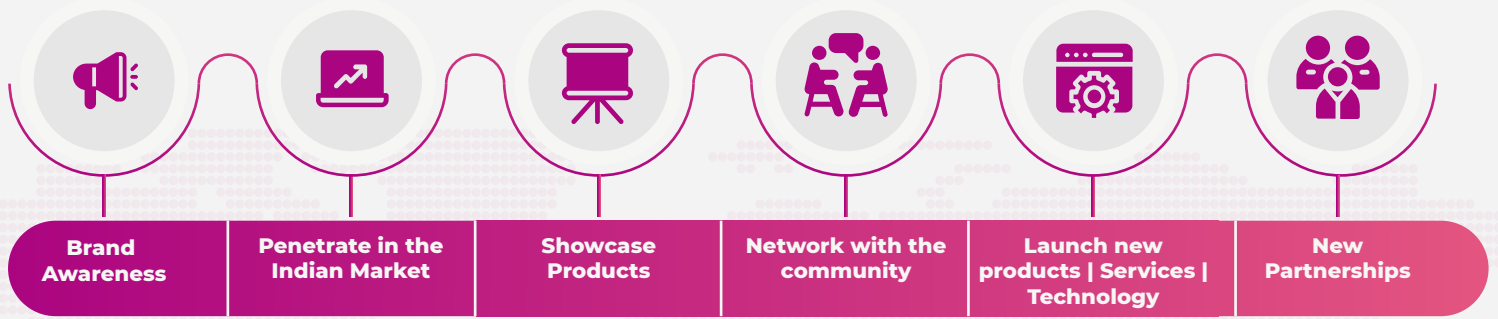 Brand
Awareness
Penetrate in the
Indian Market
Showcase
Products
Network with the
community
Launch new
products | Services |
Technology
New
Partnerships